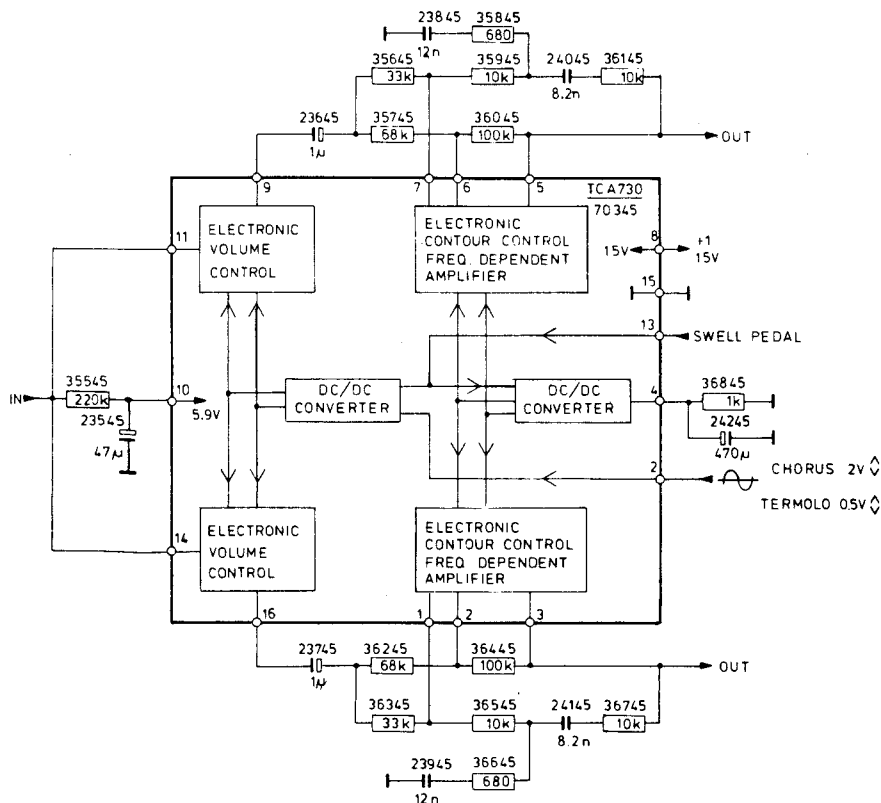 23845 35845
680
12n
35645 35945 24045 36145
33k 10k 10k
8.2n
23645 35745 36045
68k 100k
1µ
OUT
9 7 6 5
TCA730
70345
11
ELECTRONIC
VOLUME
CONTROL
ELECTRONIC
CONTOUR CONTROL
FREQ. DEPENDENT
AMPLIFIER
8
15V
+1
15V
15
13
SWELL PEDAL
IN
35545
220k
10
5.9V
23545
47µ
DC/DC
CONVERTER
DC/DC
CONVERTER
4
36845
1k
24245
470µ
2
CHORUS 2V
TERMOLO 0.5V
14
ELECTRONIC
VOLUME
CONTROL
ELECTRONIC
CONTOUR CONTROL
FREQ. DEPENDENT
AMPLIFIER
16 1 2 3
23745 36245 36445
68k 100k
1µ
OUT
36345 36545 24145 36745
33k 10k 10k
8.2n
23945 36645
680
12n